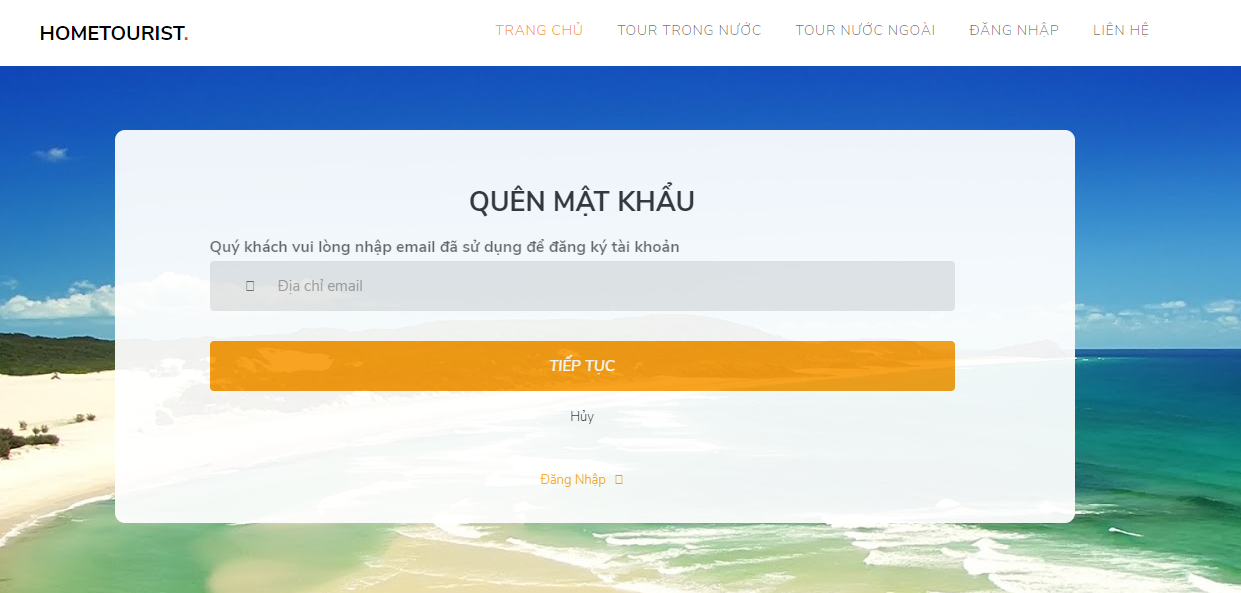 HOMETOURIST.
TRANG CHỦ TOUR TRONG NƯỚC TOUR NƯỚC NGOÀI ĐĂNG NHẬP LIÊN HỆ
QUÊN MẬT KHẨU
Quý khách vui lòng nhập email đã sử dụng để đăng ký tài khoản
Địa chỉ email
TIẾP TỤC
Hủy
Đăng Nhập